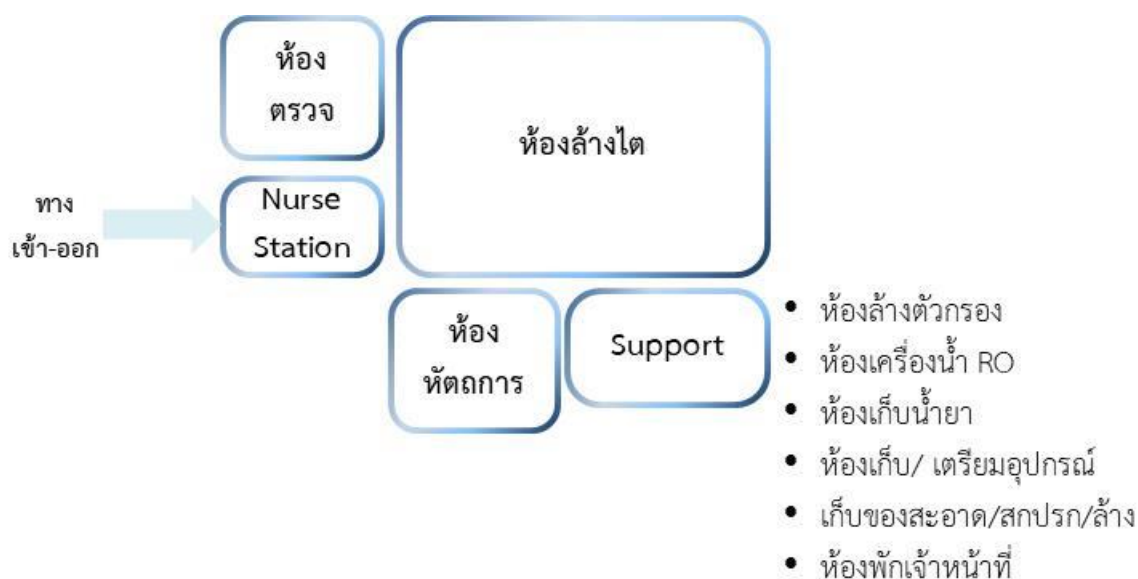 ห้อง
ตรวจ
ห้องล้างไต
ทาง
เข้า-ออก
Nurse
Station
ห้อง
หัตถการ
Support
• ห้องล้างตัวกรอง
• ห้องเครื่องน้ำ RO
• ห้องเก็บน้ำยา
• ห้องเก็บ/ เตรียมอุปกรณ์
• เก็บของสะอาด/สกปรก/ล้าง
• ห้องพักเจ้าหน้าที่